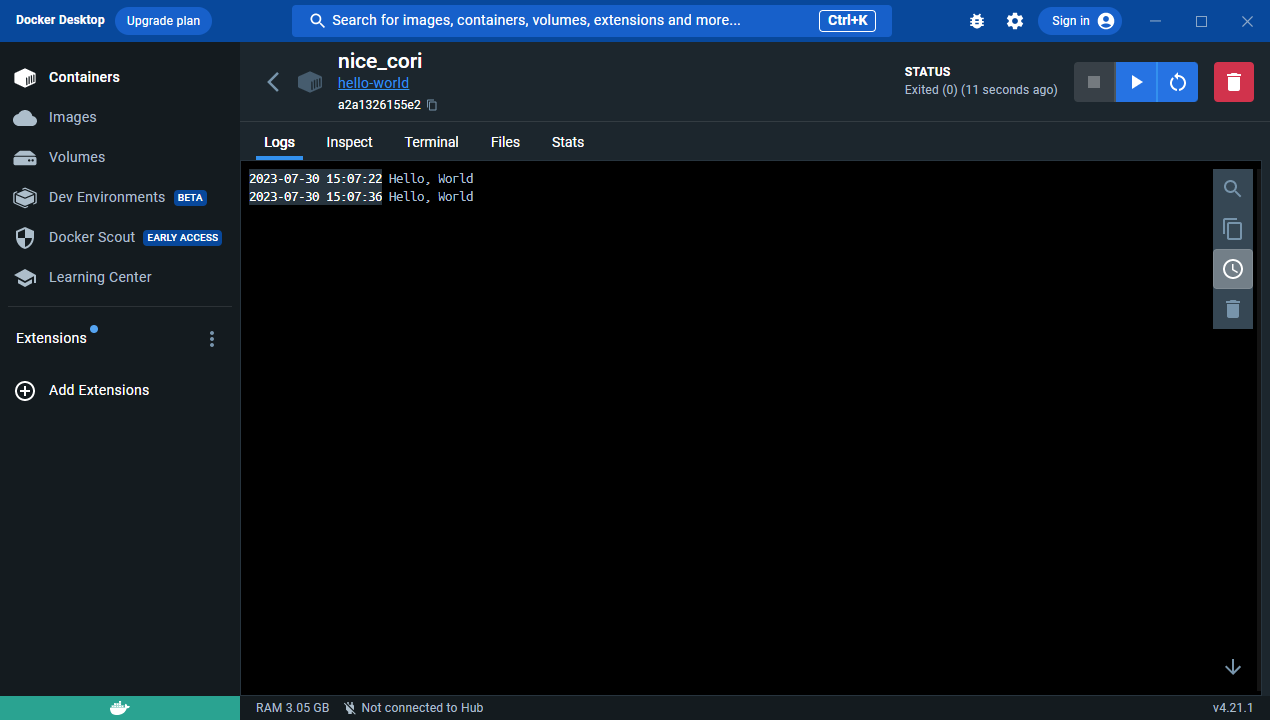 Docker Desktop Upgrade plan Search for images, containers, volumes, extensions and more... Ctrl+K Sign in
Containers
Images
Volumes
Dev Environments BETA
Docker Scout EARLY ACCESS
Learning Center
Extensions
Add Extensions
nice_cori
hello-world
a2a1326155e2
STATUS
Exited (0) (11 seconds ago)
Logs Inspect Terminal Files Stats
2023-07-30 15:07:22 Hello, World
2023-07-30 15:07:36 Hello, World
RAM 3.05 GB Not connected to Hub v4.21.1